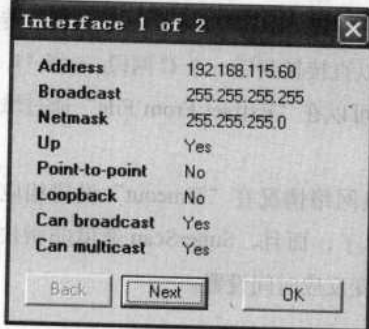 Interface 1 of 2
Address 192.168.115.60
Broadcast 255.255.255.255
Netmask 255.255.255.0
Up Yes
Point-to-point No
Loopback No
Can broadcast Yes
Can multicast Yes
Back Next OK